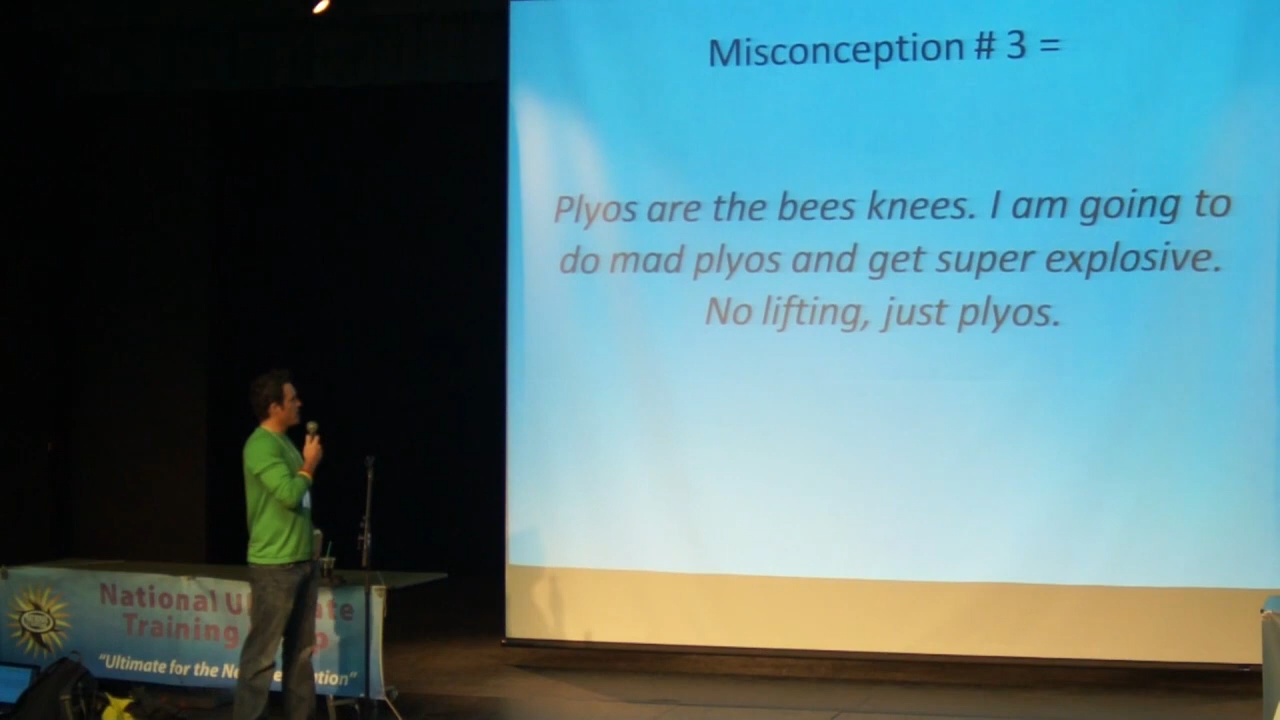 Misconception # 3 =
Plyos are the bees knees. I am going to
do mad plyos and get super explosive.
No lifting, just plyos.
National
Training
"Ultimate for the